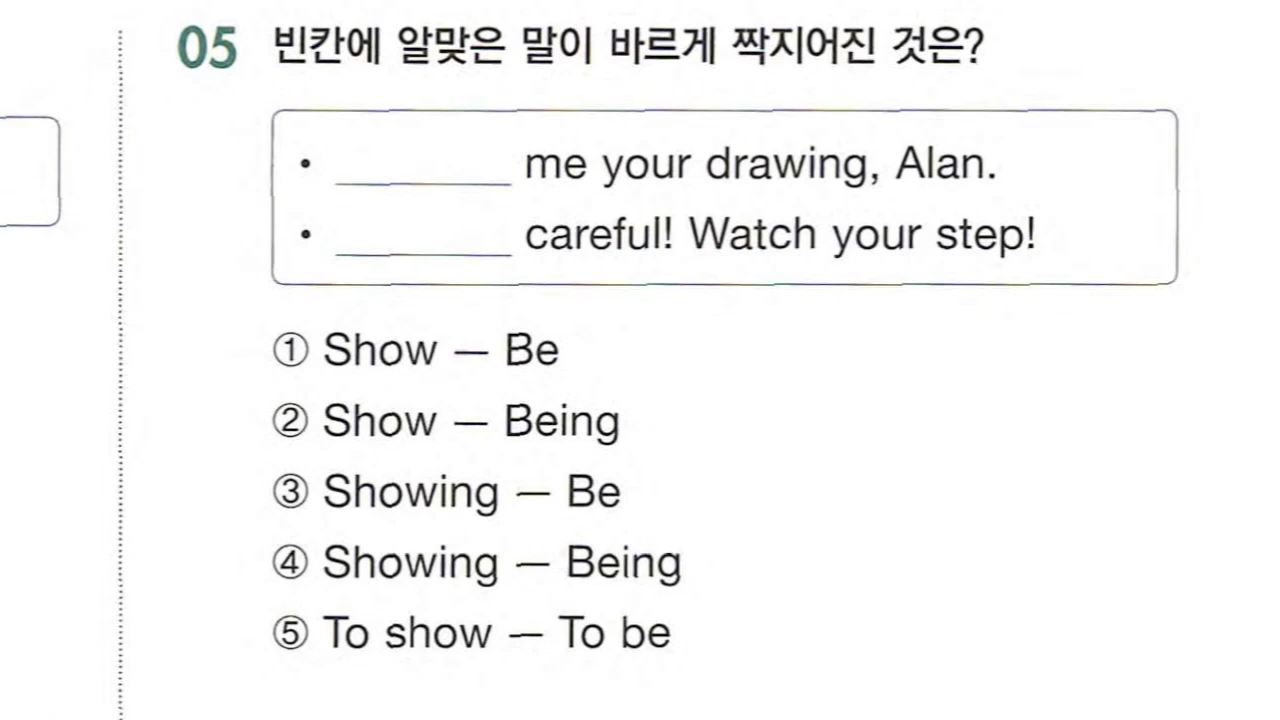 05 빈칸에 알맞은 말이 바르게 짝지어진 것은?
• ________ me your drawing, Alan.
• ________ careful! Watch your step!
① Show — Be
② Show — Being
③ Showing — Be
④ Showing — Being
⑤ To show — To be